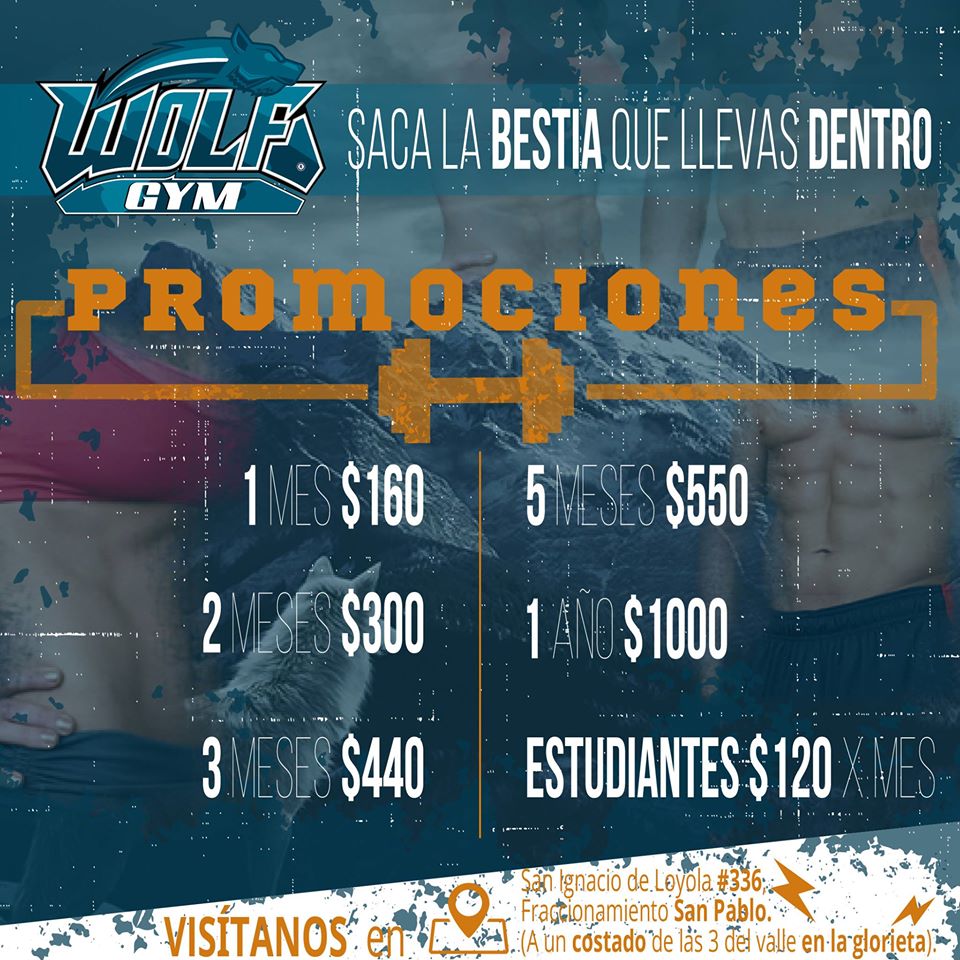 WOLF
GYM
SACA LA BESTIA QUE LLEVAS DENTRO
PROMOCIONES
1 MES $160
2 MESES $300
3 MESES $440
5 MESES $550
1 AÑO $1000
ESTUDIANTES $120 X MES
VISÍTANOS en
San Ignacio de Loyola #336,
Fraccionamiento San Pablo.
(A un costado de las 3 del valle en la glorieta).